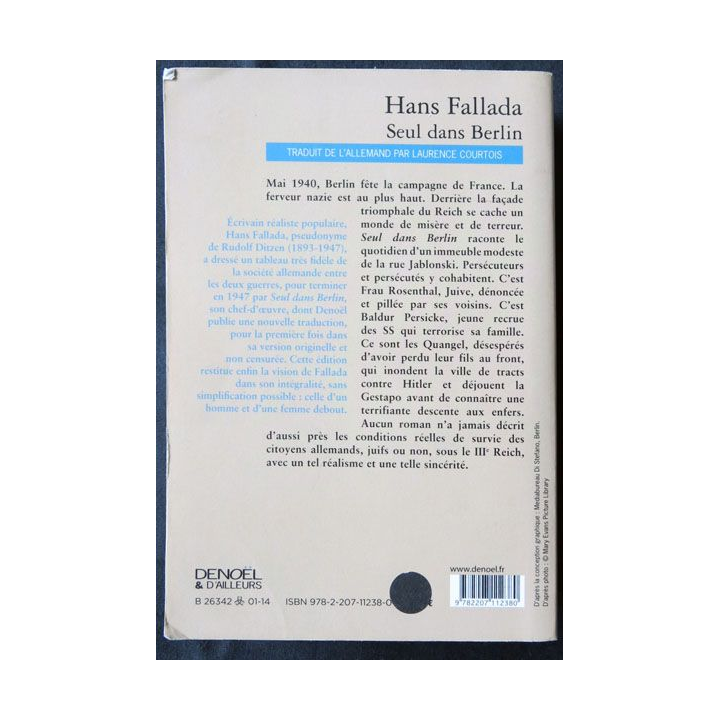 Hans Fallada
Seul dans Berlin
TRADUIT DE L'ALLEMAND PAR LAURENCE COURTOIS
Mai 1940, Berlin fête la campagne de France. La
ferveur nazie est au plus haut. Derrière la façade
triomphale du Reich se cache un
monde de misère et de terreur.
Seul dans Berlin raconte le
quotidien d'un immeuble modeste
de la rue Jablonski. Persécuteurs
et persécutés y cohabitent. C'est
Frau Rosenthal, Juive, dénoncée
et pillée par ses voisins. C'est
Baldur Persicke, jeune recrue
des SS qui terrorise sa famille.
Ce sont les Quangel, désespérés
d'avoir perdu leur fils au front,
qui inondent la ville de tracts
contre Hitler et déjouent la
Gestapo avant de connaître une
terrifiante descente aux enfers.
Aucun roman n'a jamais décrit
d'aussi près les conditions réelles de survie des
citoyens allemands, juifs ou non, sous le IIIe Reich,
avec un tel réalisme et une telle sincérité.
Écrivain réaliste populaire,
Hans Fallada, pseudonyme
de Rudolf Ditzen (1893-1947),
a dressé un tableau très fidèle de
la société allemande entre
les deux guerres, pour terminer
en 1947 par Seul dans Berlin,
son chef-d'œuvre, dont Denoël
publie une nouvelle traduction,
pour la première fois dans
sa version originelle et
non censurée. Cette édition
restitue enfin la vision de Fallada
dans son intégralité, sans
simplification possible : celle d'un
homme et d'une femme debout.
DENOËL
& D'AILLEURS
B 26342 01-14
ISBN 978-2-207-11238-0
€
www.denoel.fr
9 782207 112380
D'après la conception graphique : Mediabureau Di Stefano, Berlin.
D'après photo : © Mary Evans Picture Library